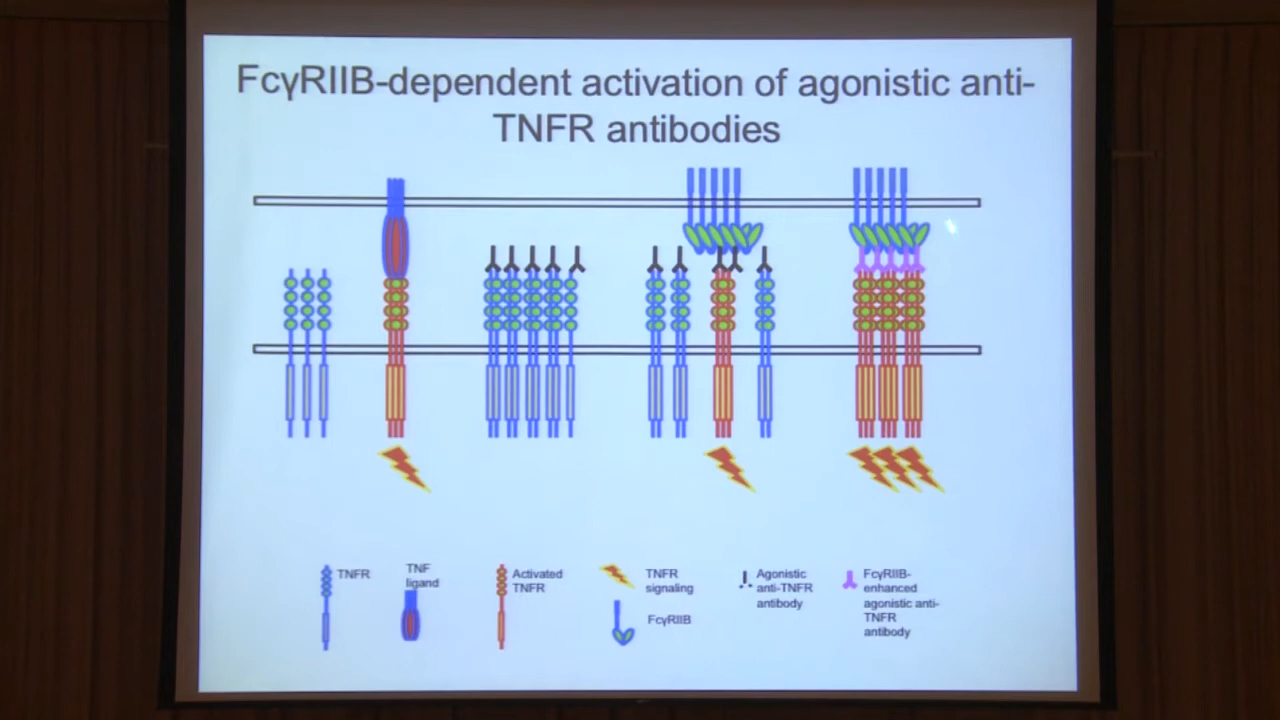 FcγRIIB-dependent activation of agonistic anti-
TNFR antibodies
TNFR
TNF
ligand
Activated
TNFR
TNFR
signaling
FcγRIIB
Agonistic
anti-TNFR
antibody
FcγRIIB-
enhanced
agonistic anti-
TNFR
antibody